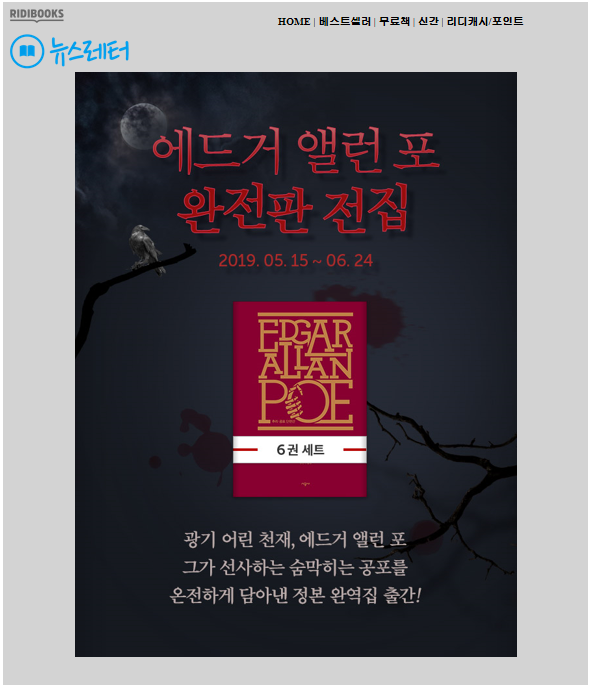 RIDIBOOKS
HOME | 베스트셀러 | 무료책 | 신간 | 리디캐시/포인트
뉴스레터
에드거 앨런 포
완전판 전집
2019. 05. 15 ~ 06. 24
EDGAR
ALLAN
POE
6권 세트
광기 어린 천재, 에드거 앨런 포
그가 선사하는 숨막히는 공포를
온전하게 담아낸 정본 완역집 출간!